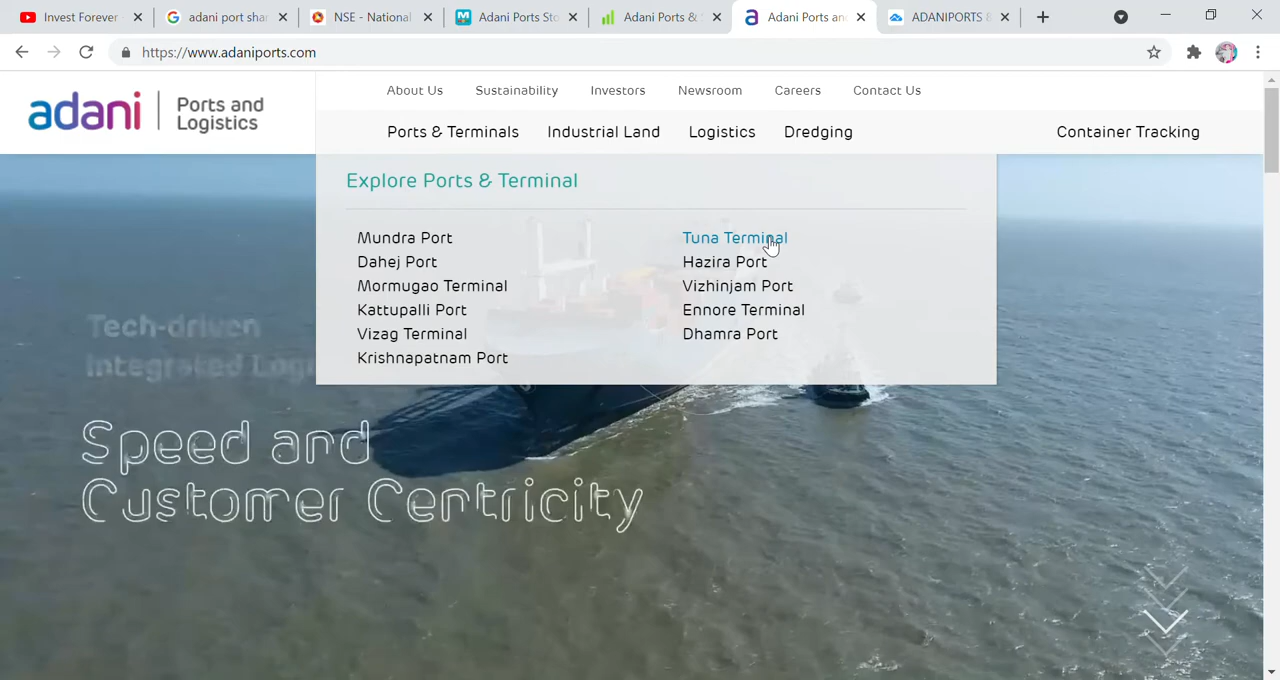 Invest Forever
adani port shar
NSE - National
Adani Ports Sto
Adani Ports & 
Adani Ports and
ADANIPORTS 8
https://www.adaniports.com
adani
Ports and
Logistics
About Us
Sustainability
Investors
Newsroom
Careers
Contact Us
Ports & Terminals
Industrial Land
Logistics
Dredging
Container Tracking
Explore Ports & Terminal
Mundra Port
Tuna Terminal
Dahej Port
Hazira Port
Mormugao Terminal
Vizhinjam Port
Kattupalli Port
Ennore Terminal
Vizag Terminal
Dhamra Port
Krishnapatnam Port
Tech-driven
Integrated Logi
Speed and
Customer Centricity